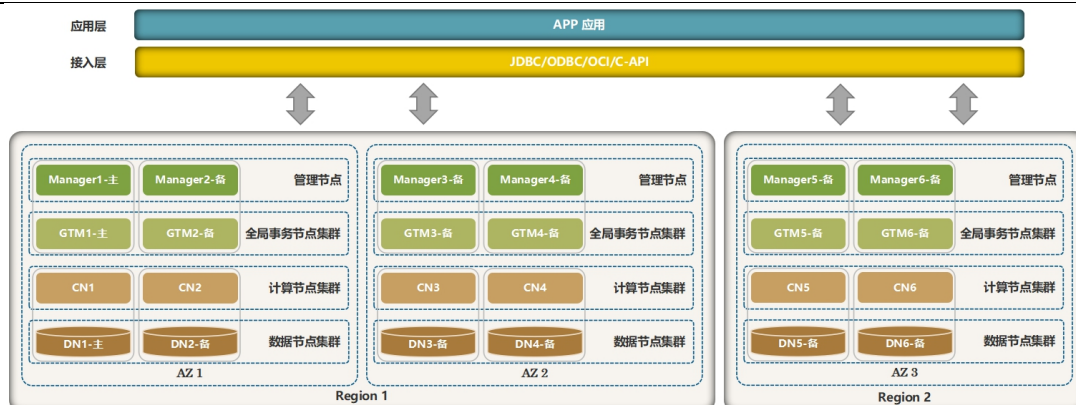 应用层
APP 应用
接入层
JDBC/ODBC/OCI/C-API
Manager1-主
Manager2-备
管理节点
GTM1-主
GTM2-备
全局事务节点集群
CN1
CN2
计算节点集群
DN1-主
DN2-备
数据节点集群
AZ 1
Manager3-备
Manager4-备
管理节点
GTM3-备
GTM4-备
全局事务节点集群
CN3
CN4
计算节点集群
DN3-备
DN4-备
数据节点集群
AZ 2
Region 1
Manager5-备
Manager6-备
管理节点
GTM5-备
GTM6-备
全局事务节点集群
CN5
CN6
计算节点集群
DN5-备
DN6-备
数据节点集群
AZ 3
Region 2